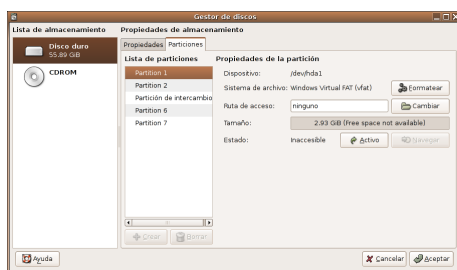 Gestor de discos
Lista de almacenamiento
Disco duro
55.89 GiB
CDROM
Propiedades de almacenamiento
Propiedades
Particiones
Lista de particiones
Partition 1
Partition 2
Partición de intercambio
Partition 6
Partition 7
Crear
Borrar
Propiedades de la partición
Dispositivo: /dev/hda1
Sistema de archivo: Windows Virtual FAT (vfat)
Formatear
Ruta de acceso: ninguno
Cambiar
Tamaño: 2.93 GiB (Free space not available)
Estado: Inaccesible
Activo
Navegar
Ayuda
Cancelar
Aceptar